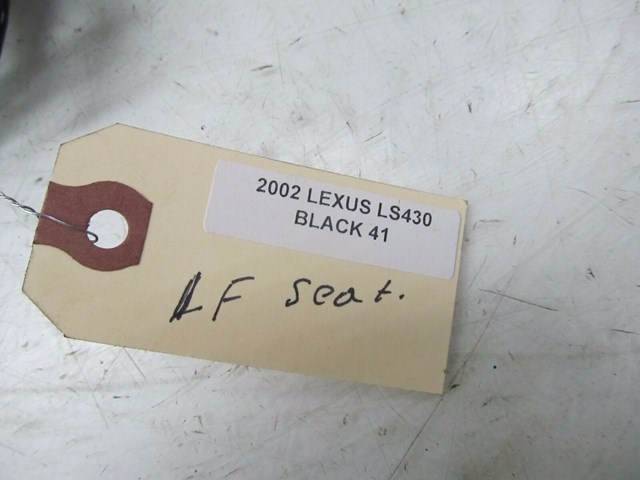 2002 LEXUS LS430
BLACK 41
LF seat.